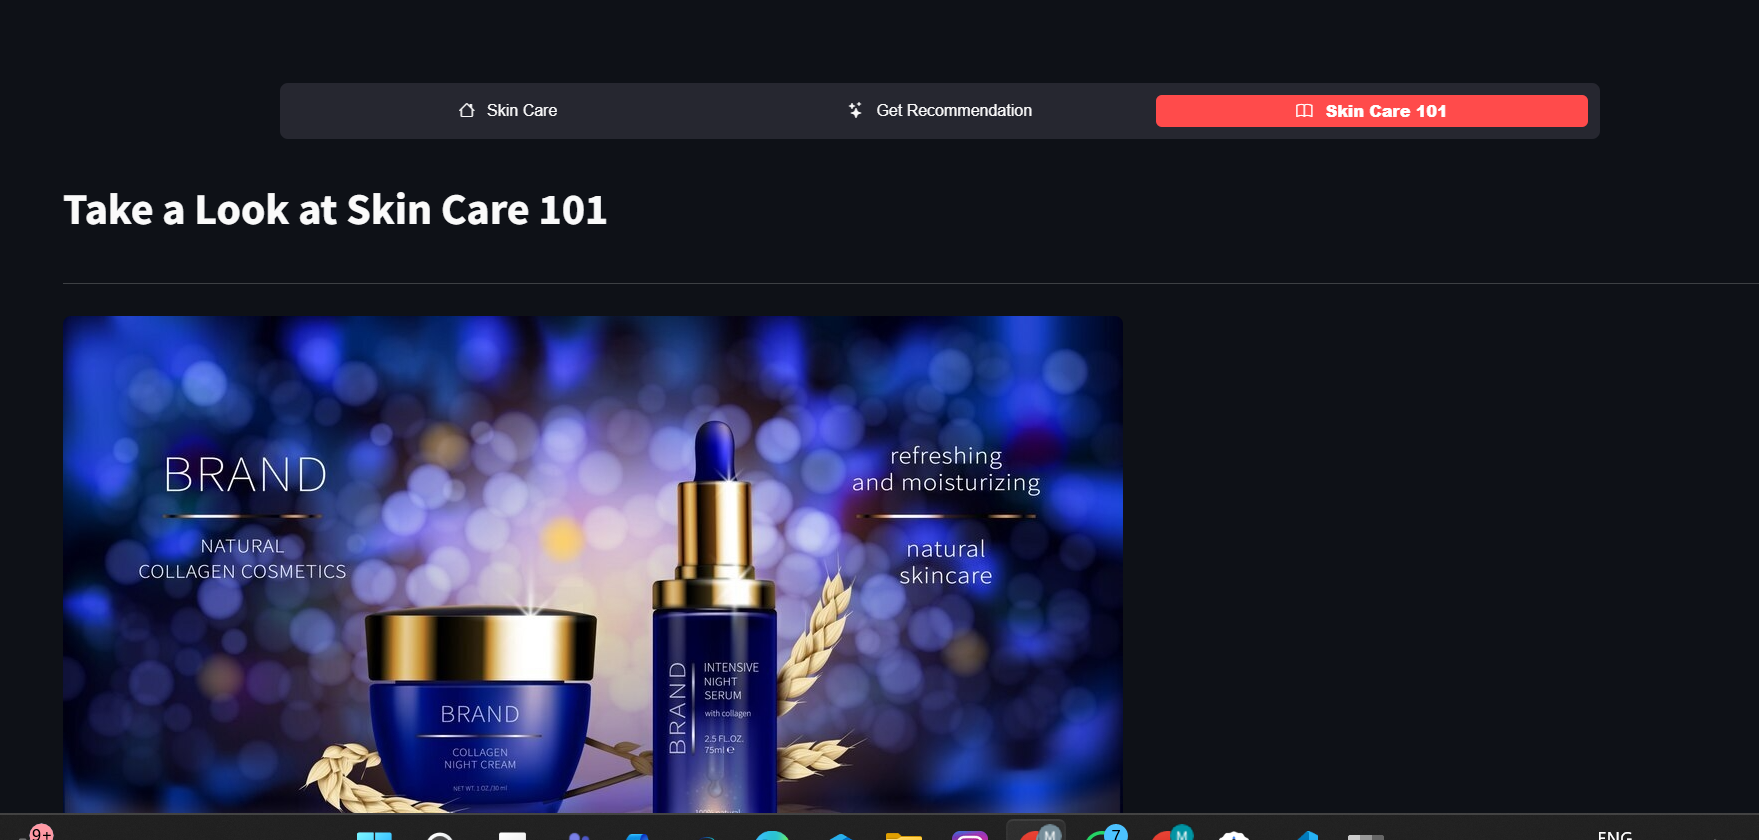 Skin Care
Get Recommendation
Skin Care 101
Take a Look at Skin Care 101
BRAND
NATURAL
COLLAGEN COSMETICS
refreshing
and moisturizing
natural
skincare
BRAND
COLLAGEN
NIGHT CREAM
NET WT. 1 OZ./30 ml
BRAND
INTENSIVE
NIGHT
SERUM
with collagen
2.5 FL.OZ.
75ml ℮
100% natural
9+
M
7
M
ENG